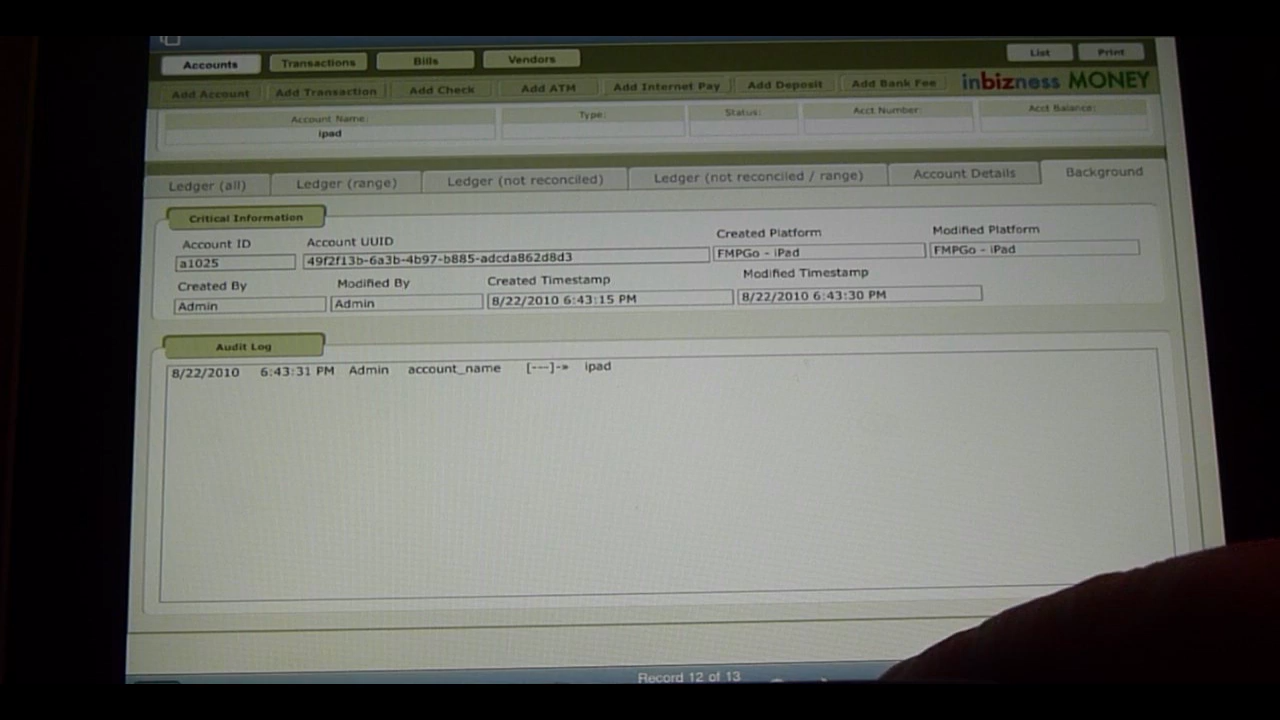 Accounts Transactions Bills Vendors List Print
Add Account Add Transaction Add Check Add ATM Add Internet Pay Add Deposit Add Bank Fee inbizness MONEY
Account Name: Type: Status: Acct Number: Acct Balance:
ipad
Ledger (all) Ledger (range) Ledger (not reconciled) Ledger (not reconciled / range) Account Details Background
Critical Information
Account ID Account UUID Created Platform Modified Platform
a1025 49f2f13b-6a3b-4b97-b885-adcda862d8d3 FMPGo - iPad FMPGo - iPad
Created By Modified By Created Timestamp Modified Timestamp
Admin Admin 8/22/2010 6:43:15 PM 8/22/2010 6:43:30 PM
Audit Log
8/22/2010 6:43:31 PM Admin account_name [---]-» ipad
Record 12 of 13